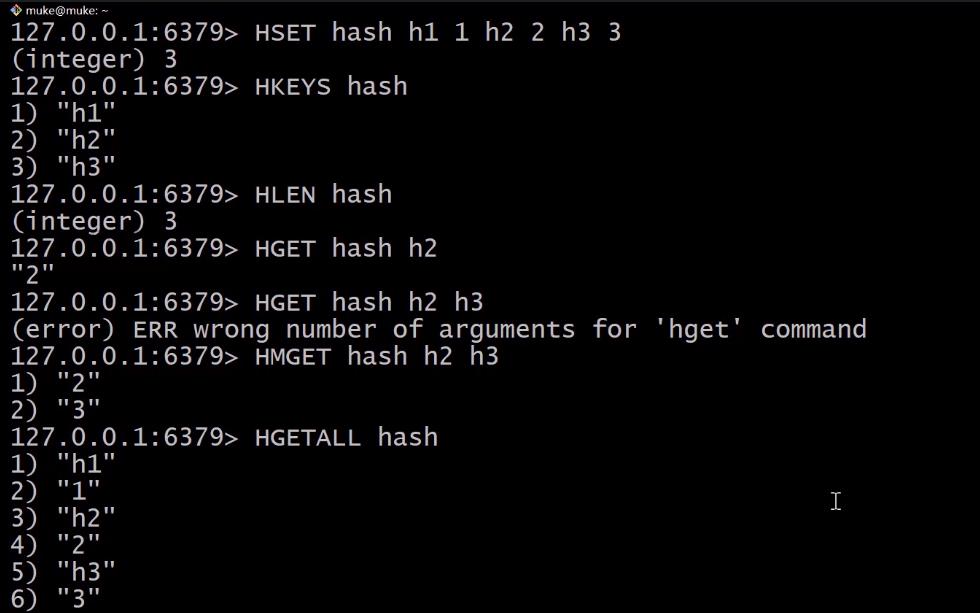 muke@muke: ~
127.0.0.1:6379> HSET hash h1 1 h2 2 h3 3
(integer) 3
127.0.0.1:6379> HKEYS hash
1) "h1"
2) "h2"
3) "h3"
127.0.0.1:6379> HLEN hash
(integer) 3
127.0.0.1:6379> HGET hash h2
"2"
127.0.0.1:6379> HGET hash h2 h3
(error) ERR wrong number of arguments for 'hget' command
127.0.0.1:6379> HMGET hash h2 h3
1) "2"
2) "3"
127.0.0.1:6379> HGETALL hash
1) "h1"
2) "1"
3) "h2"
4) "2"
5) "h3"
6) "3"